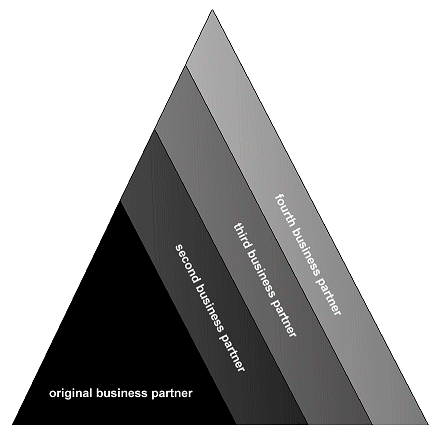 fourth business partner
third business partner
second business partner
original business partner